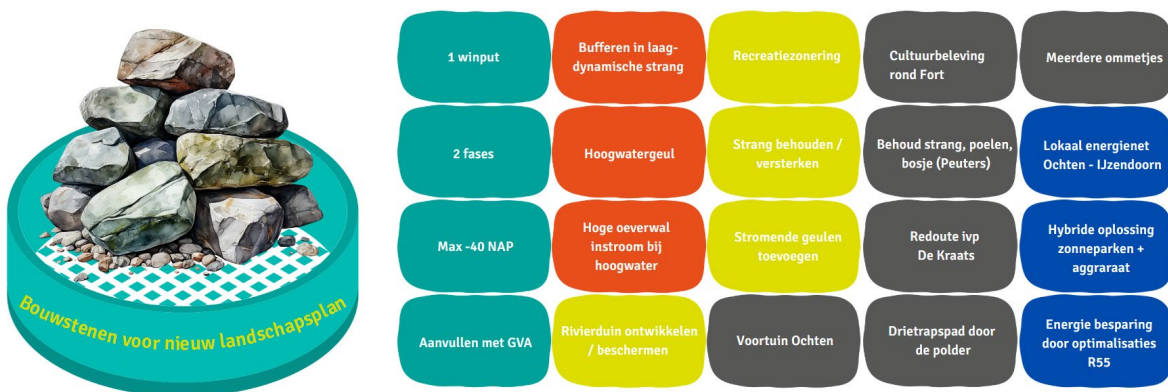 Bouwstenen voor nieuw landschapsplan
1 winput
Bufferen in laag-
dynamische strang
Recreatiezonering
Cultuurbeleving
rond Fort
Meerdere ommetjes
2 fases
Hoogwatergeul
Strang behouden /
versterken
Behoud strang, poelen,
bosje (Peuters)
Lokaal energienet
Ochten - IJzendoorn
Max -40 NAP
Hoge oeverwal
instroom bij
hoogwater
Stromende geulen
toevoegen
Redoute ivp
De Kraats
Hybride oplossing
zonneparken +
aggraraat
Aanvullen met GVA
Rivierduin ontwikkelen
/ beschermen
Voortuin Ochten
Drietrapspad door
de polder
Energie besparing
door optimalisaties
R55